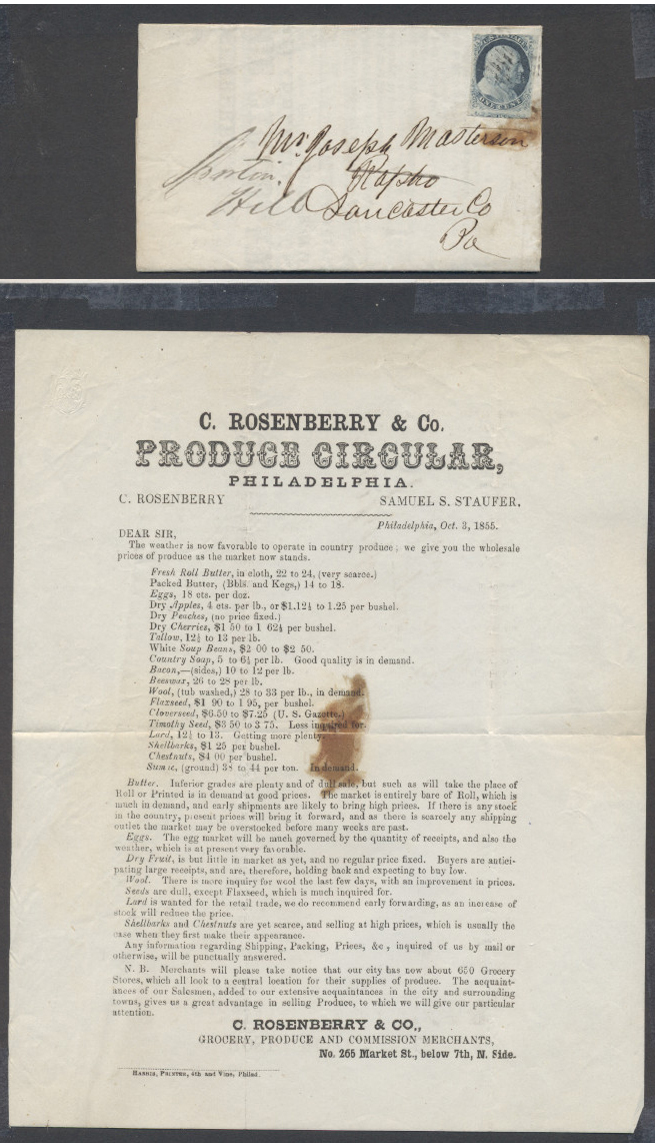 U.S. POSTAGE
ONE CENT
Mr. Joseph Masterson
Rapho
Hill Lancaster Co
Pa
C. ROSENBERRY & Co.
PRODUCE CIRCULAR,
PHILADELPHIA.
C. ROSENBERRY SAMUEL S. STAUFER,
Philadelphia, Oct. 3, 1855.
DEAR SIR,
The weather is now favorable to operate in country produce; we give you the wholesale
prices of produce as the market now stands.
Fresh Roll Butter, in cloth, 22 to 24, (very scarce.)
Packed Butter, (Bbls. and Kegs,) 14 to 18.
Eggs, 18 cts. per doz.
Dry Apples, 4 cts. per lb., or $1.12½ to 1.25 per bushel.
Dry Peaches, (no price fixed.)
Dry Cherries, $1 50 to 1 62½ per bushel.
Tallow, 12½ to 13 per lb.
White Soup Beans, $2 00 to $2 50.
Country Soap, 5 to 6½ per lb. Good quality is in demand.
Bacon,—(sides,) 10 to 12 per lb.
Beeswax, 26 to 28 per lb.
Wool, (tub washed,) 28 to 33 per lb., in demand.
Flaxseed, $1 90 to 1 95, per bushel.
Cloverseed, $6.50 to $7.25 (U. S. Gazette.)
Timothy Seed, $3 50 to 3 75. Less inquired for.
Lard, 12½ to 13. Getting more plenty.
Shellbarks, $1 25 per bushel.
Chestnuts, $4 00 per bushel.
Sumac, (ground) 38 to 44 per ton. In demand.
Butter. Inferior grades are plenty and of dull sale, but such as will take the place of
Roll or Printed is in demand at good prices. The market is entirely bare of Roll, which is
much in demand, and early shipments are likely to bring high prices. If there is any stock
in the country, present prices will bring it forward, and as there is scarcely any shipping
outlet the market may be overstocked before many weeks are past.
Eggs. The egg market will be much governed by the quantity of receipts, and also the
weather, which is at present very favorable.
Dry Fruit, is but little in market as yet, and no regular price fixed. Buyers are antici-
pating large receipts, and are, therefore, holding back and expecting to buy low.
Wool. There is more inquiry for wool the last few days, with an improvement in prices.
Seeds are dull, except Flaxseed, which is much inquired for.
Lard is wanted for the retail trade, we do recommend early forwarding, as an increase of
stock will reduce the price.
Shellbarks and Chestnuts are yet scarce, and selling at high prices, which is usually the
case when they first make their appearance.
Any information regarding Shipping, Packing, Prices, &c , inquired of us by mail or
otherwise, will be punctually answered.
N. B. Merchants will please take notice that our city has now about 650 Grocery
Stores, which all look to a central location for their supplies of produce. The acquaint-
ances of our Salesmen, added to our extensive acquaintances in the city and surrounding
towns, gives us a great advantage in selling Produce, to which we will give our particular
attention.
C. ROSENBERRY & CO.,
GROCERY, PRODUCE AND COMMISSION MERCHANTS,
No. 265 Market St., below 7th, N. Side.
HARRIS, PRINTER, 4th and Vine, Philad.